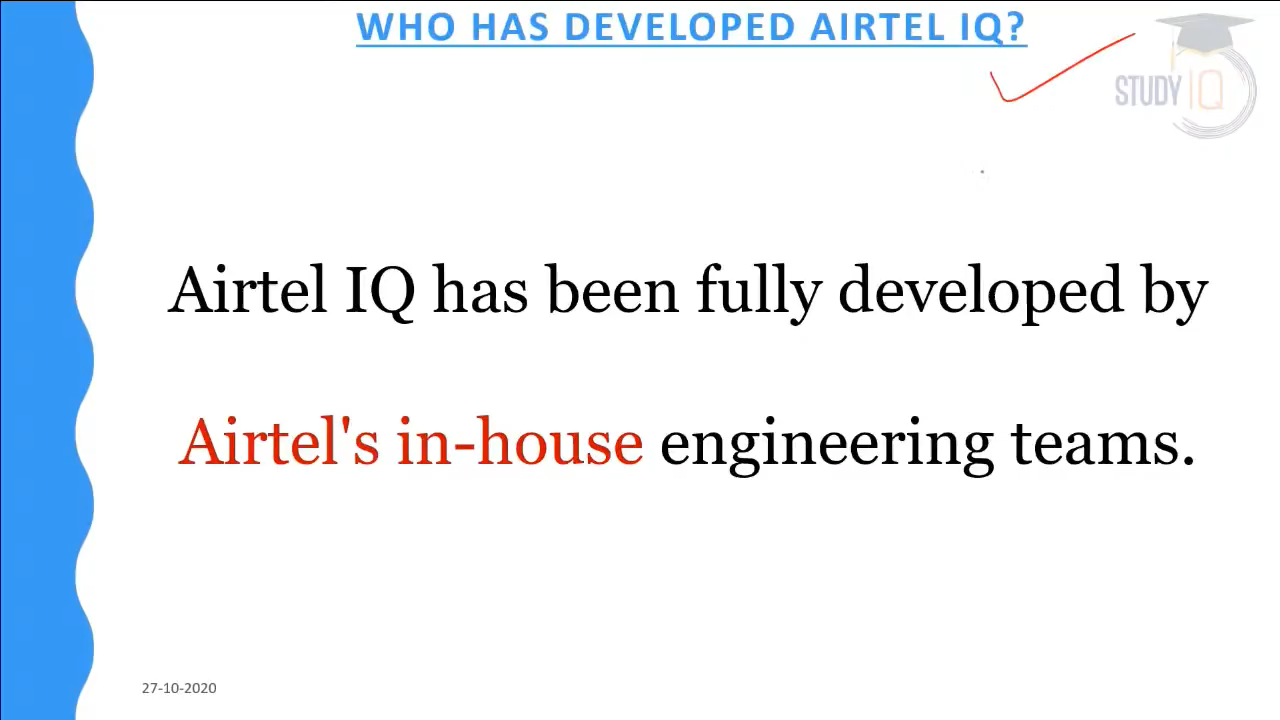 WHO HAS DEVELOPED AIRTEL IQ?
STUDY IQ
Airtel IQ has been fully developed by
Airtel's in-house engineering teams.
27-10-2020